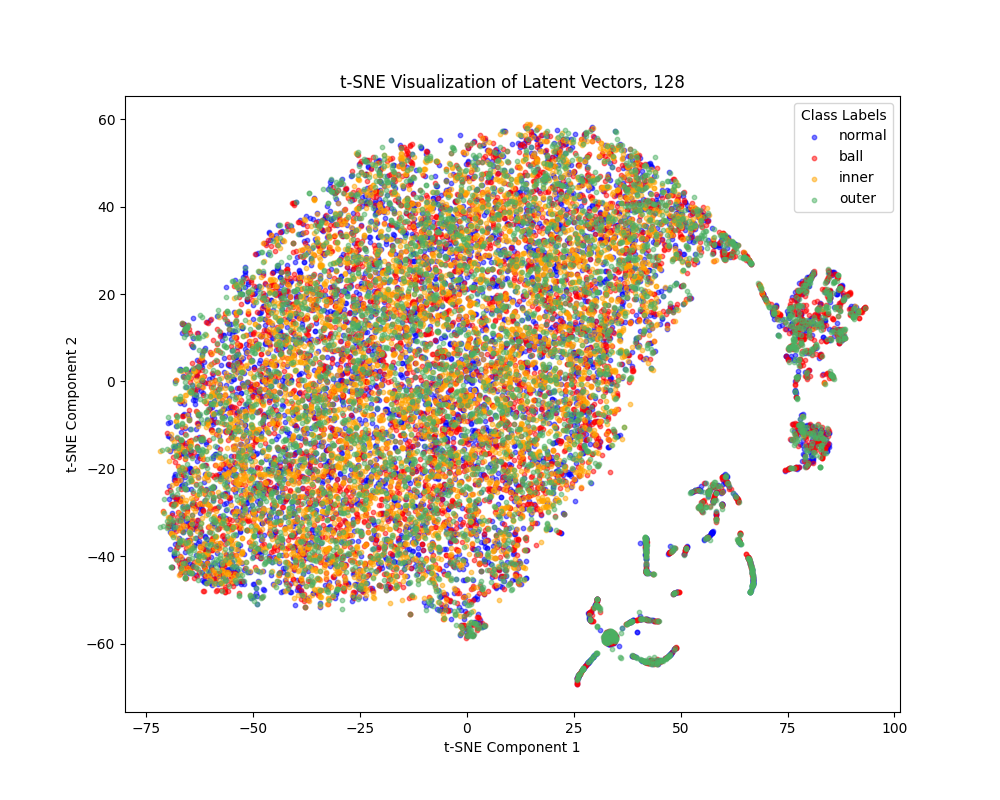 t-SNE Visualization of Latent Vectors, 128
Class Labels
normal
ball
inner
outer
60
40
20
0
−20
−40
−60
t-SNE Component 2
−75
−50
−25
0
25
50
75
100
t-SNE Component 1